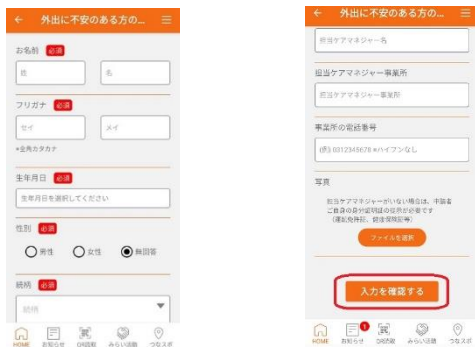 ← 外出に不安のある方の...
お名前 必須
姓 名
フリガナ 必須
セイ メイ
*全角カタカナ
生年月日 必須
生年月日を選択してください
性別 必須
男性 女性 無回答
続柄 必須
続柄
HOME お知らせ QR読取 みらい活動 つなスポ
← 外出に不安のある方の...
担当ケアマネジャー名
担当ケアマネジャー事業所
担当ケアマネジャー事業所
事業所の電話番号
(例) 0312345678 *ハイフンなし
写真
担当ケアマネジャーがいない場合は、申請者
ご自身の身分証明証の投影が必要です
(運転免許証、健康保険証等)
ファイルを選択
入力を確認する
1
HOME お知らせ QR読取 みらい活動 つなスポ